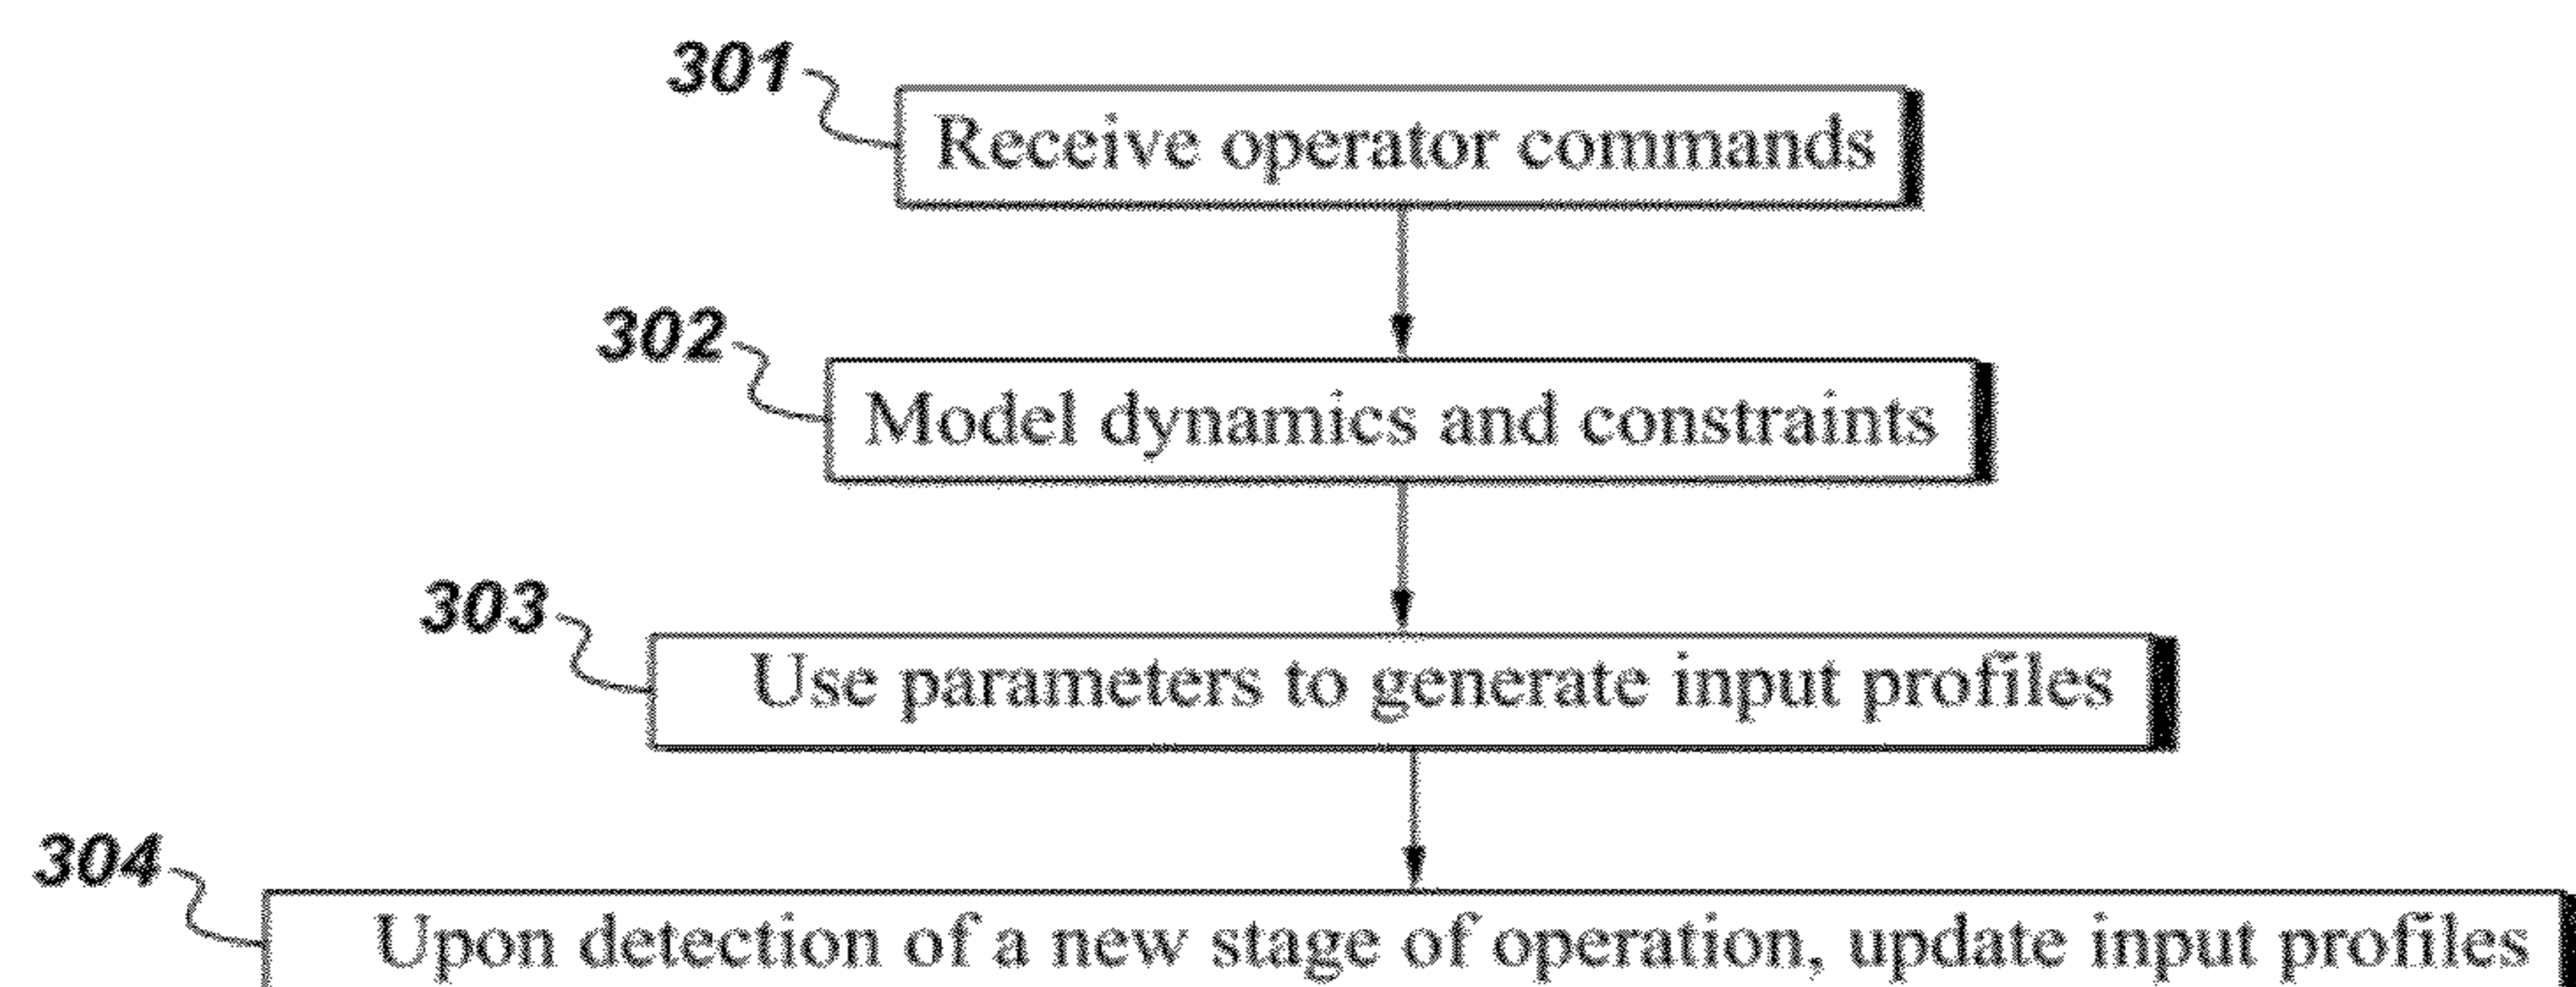 301
Receive operator commands
302
Model dynamics and constraints
303
Use parameters to generate input profiles
304
Upon detection of a new stage of operation, update input profiles